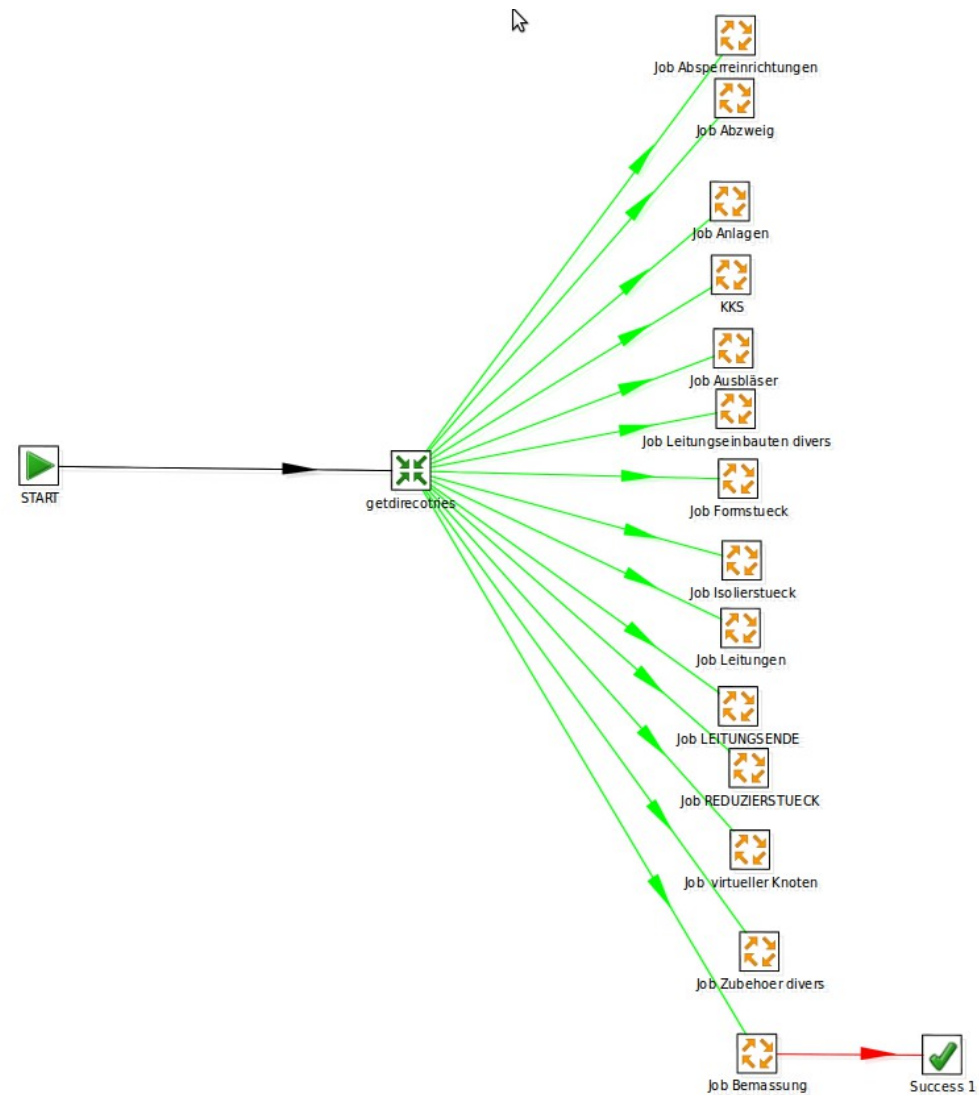 Job Absperreinrichtungen
Job Abzweig
Job Anlagen
KKS
Job Ausbläser
Job Leitungseinbauten divers
START
getdirecotries
Job Formstueck
Job Isolierstueck
Job Leitungen
Job LEITUNGSENDE
Job REDUZIERSTUECK
Job virtueller Knoten
Job Zubehoer divers
Job Bemassung
Success 1